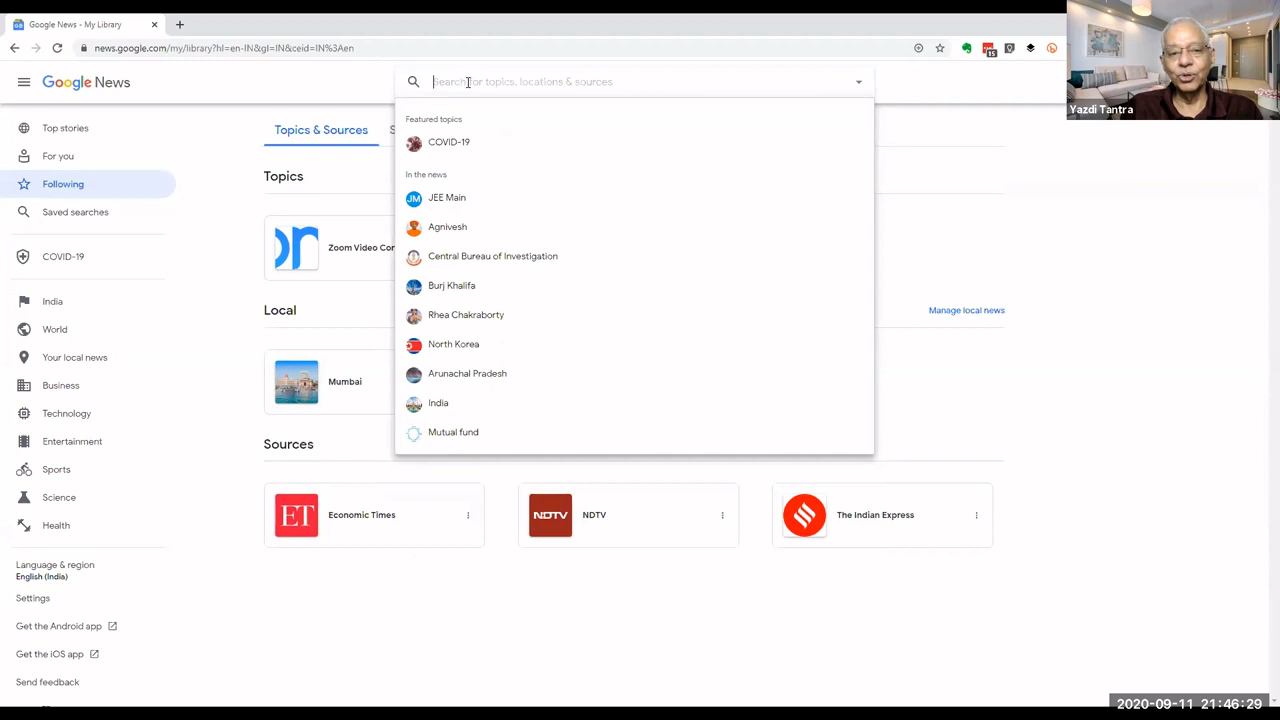 Google News - My Library
news.google.com/my/library?hl=en-IN&gl=IN&ceid=IN%3Aen
15
Yazdi Tantra
Google News
Search for topics, locations & sources
Top stories
For you
Following
Saved searches
COVID-19
India
World
Your local news
Business
Technology
Entertainment
Sports
Science
Health
Language & region
English (India)
Settings
Get the Android app
Get the iOS app
Send feedback
Topics & Sources
Topics
Zoom Video
Local
Manage local news
Mumbai
Sources
ET
Economic Times
NDTV
NDTV
The Indian Express
Featured topics
COVID-19
In the news
JM
JEE Main
Agnivesh
Central Bureau of Investigation
Burj Khalifa
Rhea Chakraborty
North Korea
Arunachal Pradesh
India
Mutual fund
2020-09-11 21:46:29